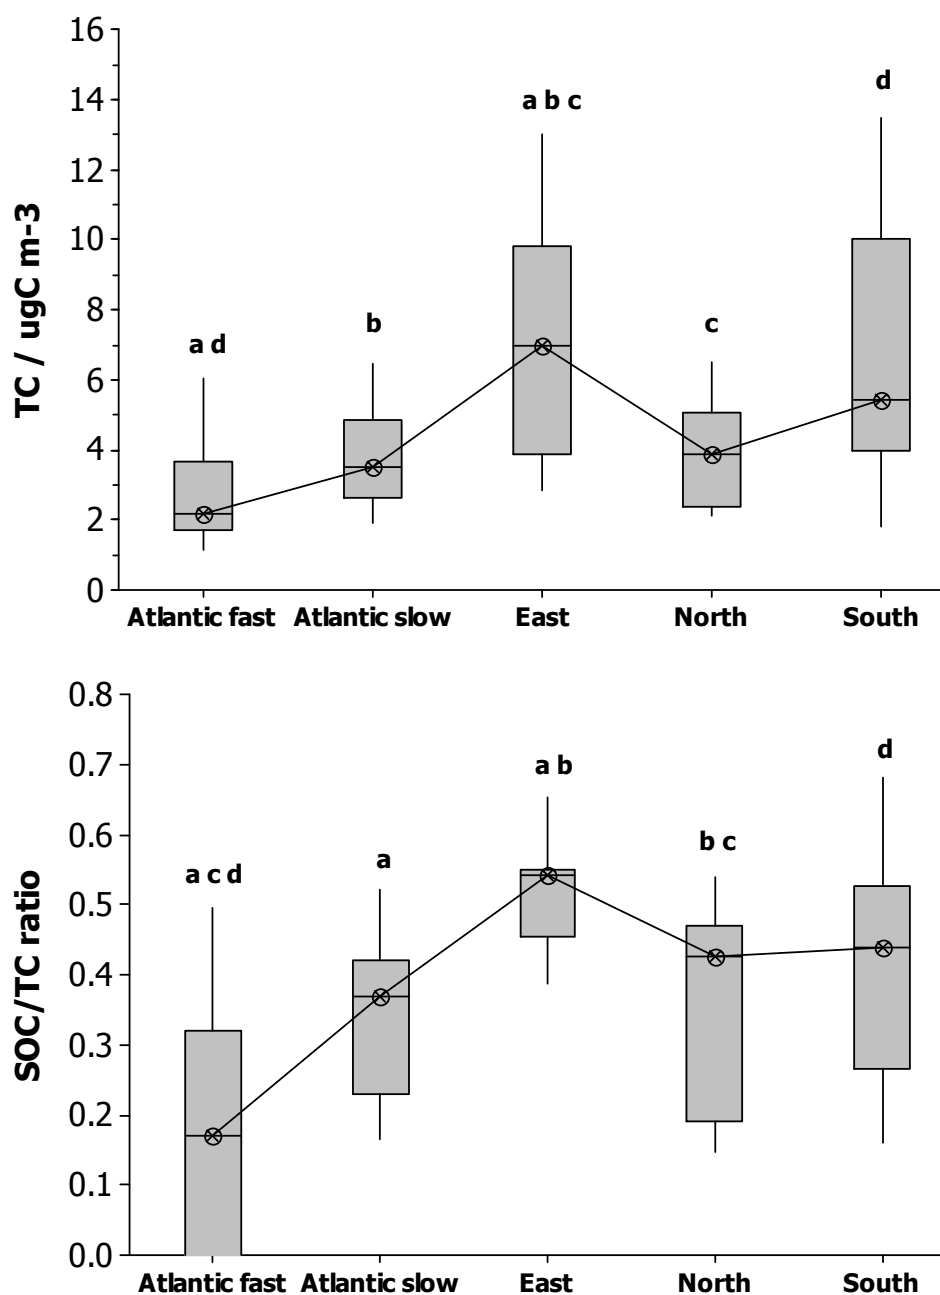 16
14
12
10
8
6
4
2
0
TC / ugC m-3
a d
b
a b c
c
d
Atlantic fast Atlantic slow East North South
0.8
0.7
0.6
0.5
0.4
0.3
0.2
0.1
0.0
SOC/TC ratio
a c d
a
a b
b c
d
Atlantic fast Atlantic slow East North South